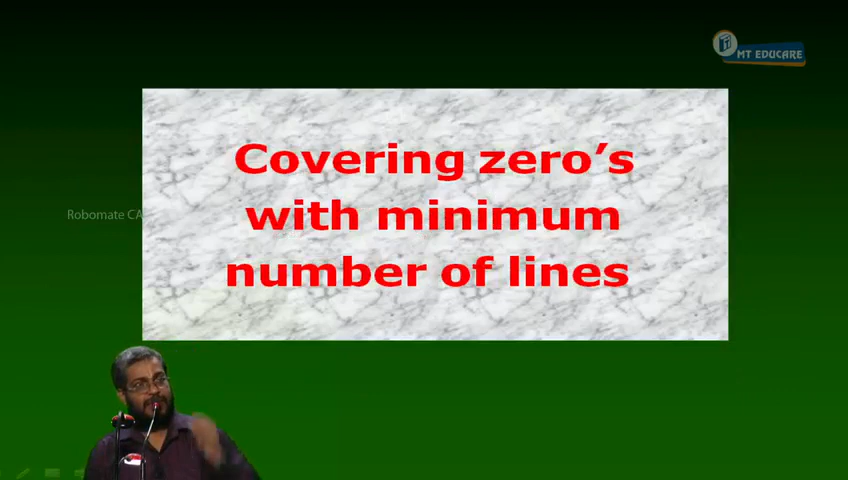 MT EDUCARE
Covering zero’s
Robomate CA
with minimum
number of lines